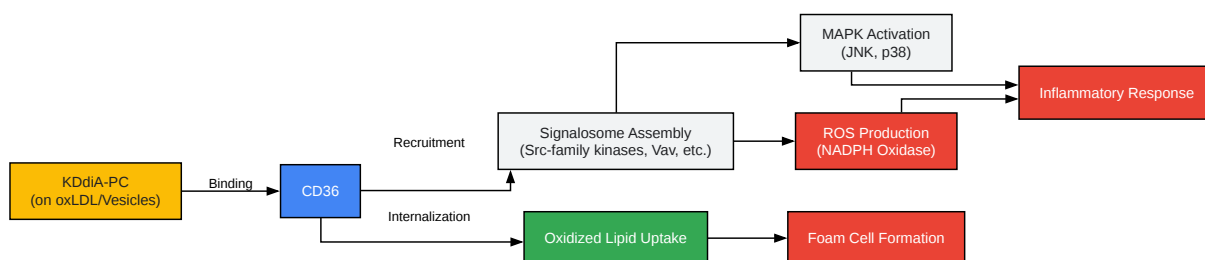 MAPK Activation
(JNK, p38)
Inflammatory Response
Signalosome Assembly
(Src-family kinases, Vav, etc.)
ROS Production
(NADPH Oxidase)
Recruitment
KDdiA-PC
(on oxLDL/Vesicles)
Binding
CD36
Internalization
Oxidized Lipid Uptake
Foam Cell Formation